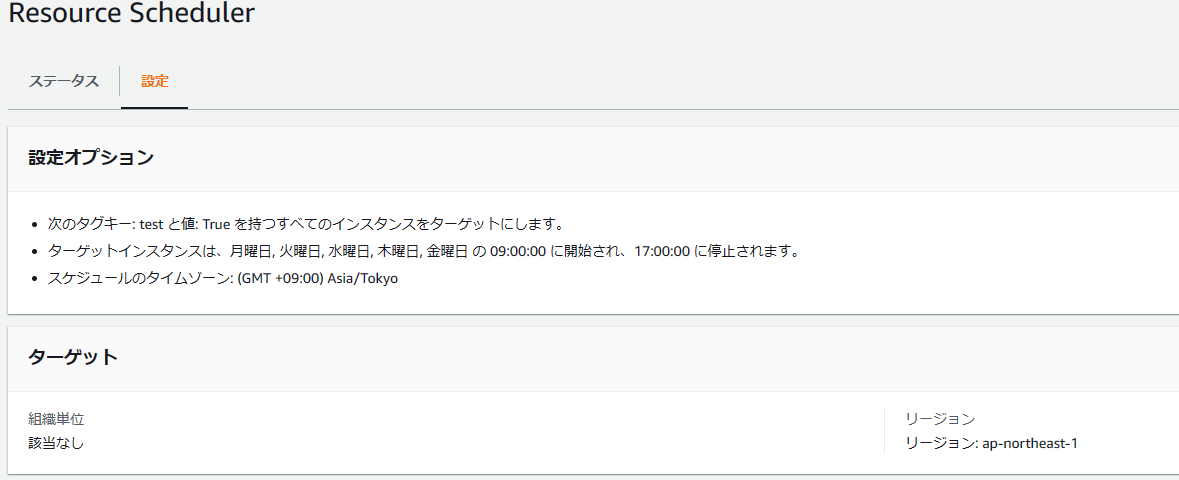 Resource Scheduler
ステータス
設定
設定オプション
次のタグキー: test と値: True を持つすべてのインスタンスをターゲットにします。
ターゲットインスタンスは、月曜日, 火曜日, 水曜日, 木曜日, 金曜日 の 09:00:00 に開始され、17:00:00 に停止されます。
スケジュールのタイムゾーン: (GMT +09:00) Asia/Tokyo
ターゲット
組織単位
該当なし
リージョン
リージョン: ap-northeast-1